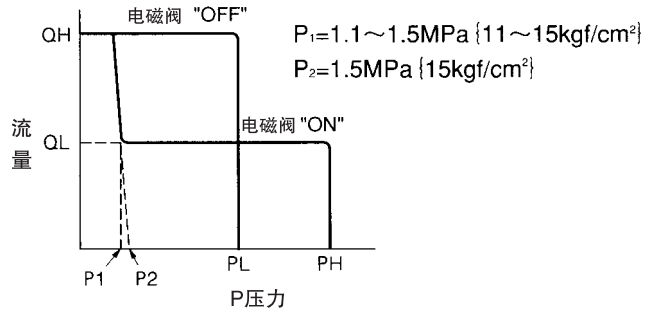 电磁阀 "OFF"
P₁=1.1～1.5MPa {11～15kgf/cm²}
P₂=1.5MPa {15kgf/cm²}
QH
电磁阀 "ON"
流量
QL
P1
P2
PL
PH
P压力